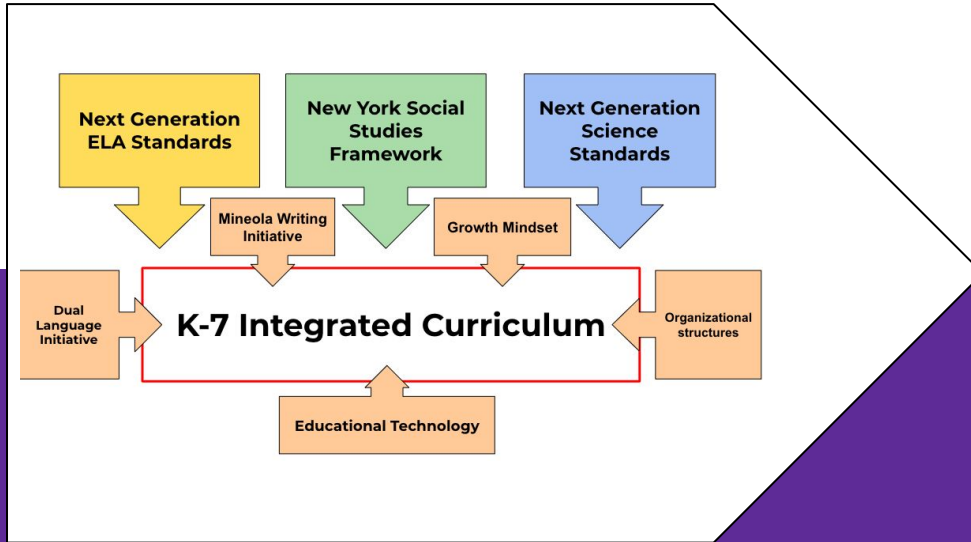 Next Generation
ELA Standards
New York Social
Studies
Framework
Next Generation
Science
Standards
Mineola Writing
Initiative
Growth Mindset
Dual
Language
Initiative
K-7 Integrated Curriculum
Organizational
structures
Educational Technology